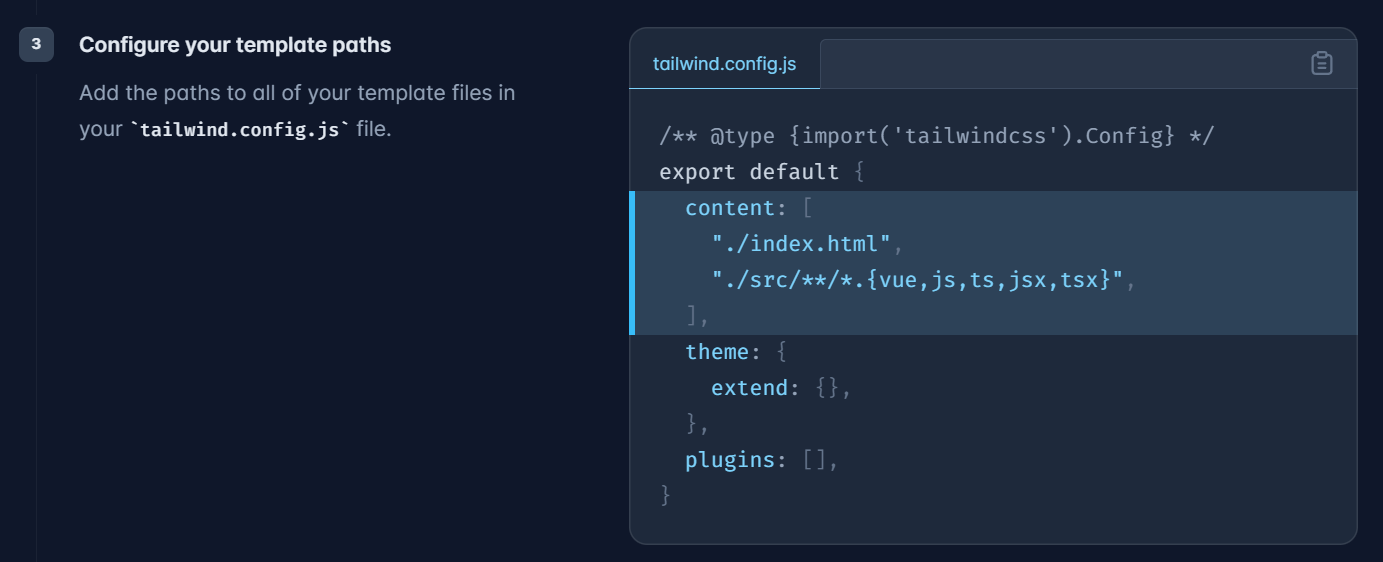 3
Configure your template paths
Add the paths to all of your template files in
your `tailwind.config.js` file.
tailwind.config.js
/** @type {import('tailwindcss').Config} */
export default {
  content: [
    "./index.html",
    "./src/**/*.{vue,js,ts,jsx,tsx}",
  ],
  theme: {
    extend: {},
  },
  plugins: [],
}